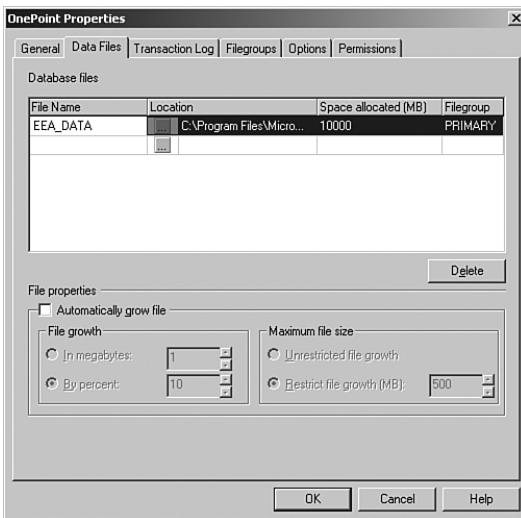 OnePoint Properties
General Data Files Transaction Log Filegroups Options Permissions
Database files
File Name Location Space allocated (MB) Filegroup
EEA_DATA ... C:\Program Files\Micro... 10000 PRIMARY
...
Delete
File properties
Automatically grow file
File growth Maximum file size
In megabytes: 1 Unrestricted file growth
By percent: 10 Restrict file growth (MB): 500
OK Cancel Help